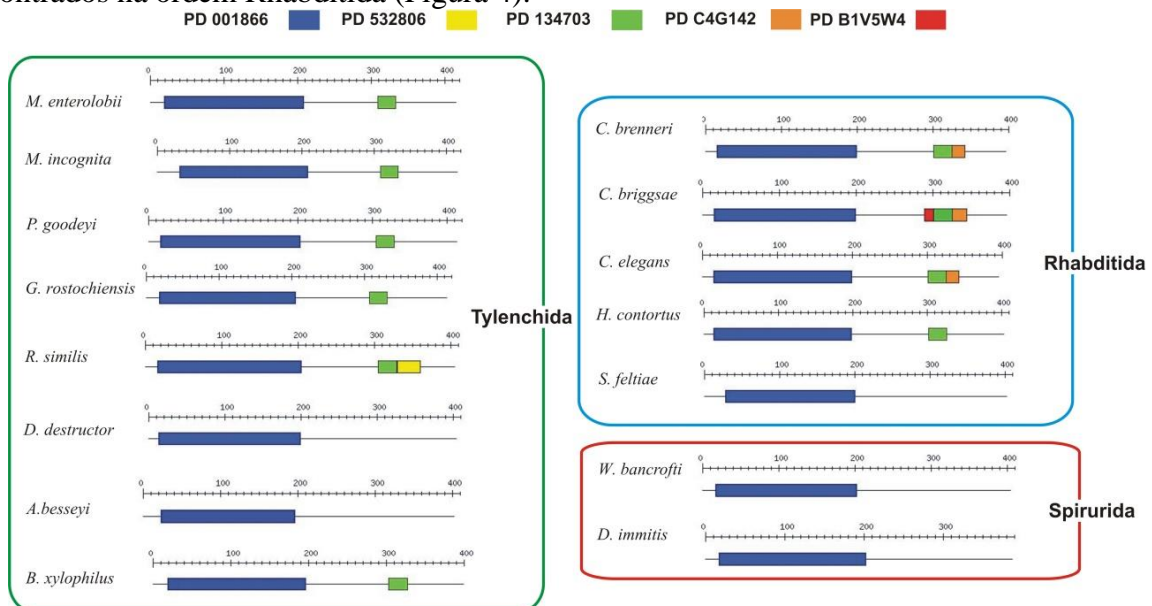 ontrados na ordem Rhabditida (Figura 4).
PD 001866 PD 532806 PD 134703 PD C4G142 PD B1V5W4
0 100 200 300 400
M. enterolobii
0 100 200 300 400
M. incognita
0 100 200 300 400
P. goodeyi
0 100 200 300 400
G. rostochiensis
Tylenchida
0 100 200 300 400
R. similis
0 100 200 300 400
D. destructor
0 100 200 300 400
A.besseyi
0 100 200 300 400
B. xylophilus
100 200 300 400
C. brenneri
0 100 200 300 400
C. briggsae
0 100 200 300 400
C. elegans
Rhabditida
0 100 200 300 400
H. contortus
0 100 200 300 400
S. feltiae
0 100 200 300 400
W. bancrofti
Spirurida
0 100 200 300
D. immitis